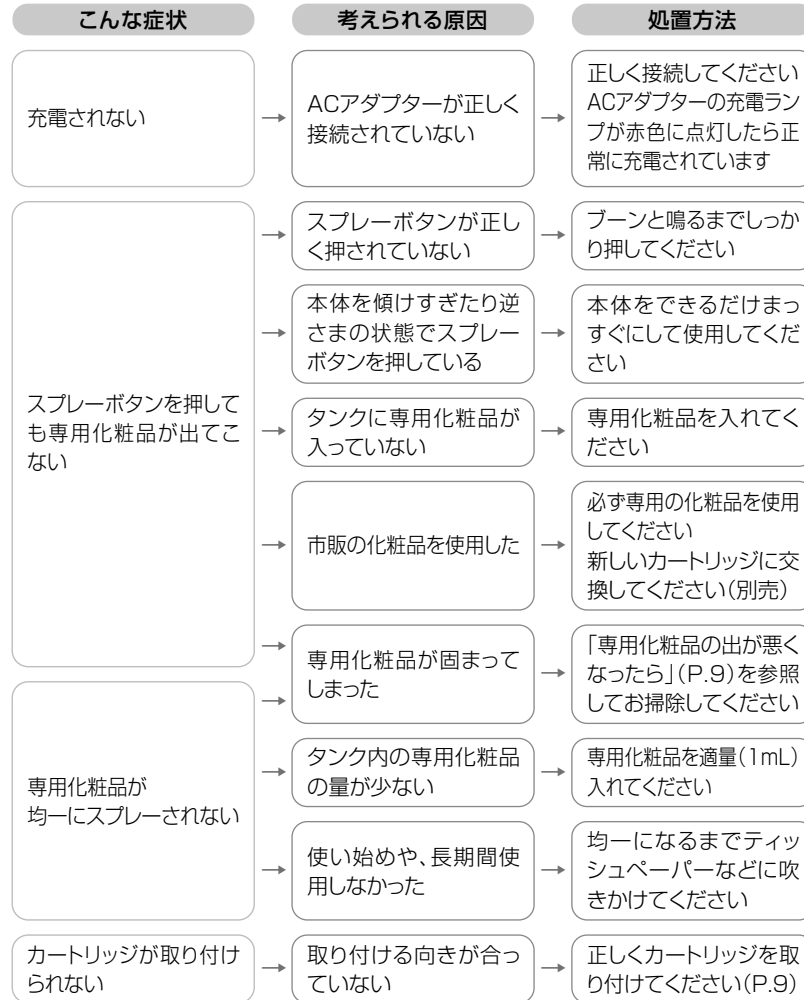 こんな症状
考えられる原因
処置方法
充電されない
ACアダプターが正しく
接続されていない
正しく接続してください
ACアダプターの充電ラン
プが赤色に点灯したら正
常に充電されています
スプレーボタンを押して
も専用化粧品が出てこ
ない
スプレーボタンが正し
く押されていない
ブーンと鳴るまでしっか
り押してください
本体を傾けすぎたり逆
さまの状態でスプレー
ボタンを押している
本体をできるだけまっ
すぐにして使用してくだ
さい
タンクに専用化粧品が
入っていない
専用化粧品を入れてく
ださい
市販の化粧品を使用した
必ず専用の化粧品を使用
してください
新しいカートリッジに交
換してください(別売)
専用化粧品が固まって
しまった
「専用化粧品の出が悪く
なったら」(P.9)を参照
してお掃除してください
専用化粧品が
均一にスプレーされない
タンク内の専用化粧品
の量が少ない
専用化粧品を適量(1mL)
入れてください
使い始めや、長期間使
用しなかった
均一になるまでティッ
シュペーパーなどに吹
きかけてください
カートリッジが取り付け
られない
取り付ける向きが合っ
ていない
正しくカートリッジを取
り付けてください(P.9)